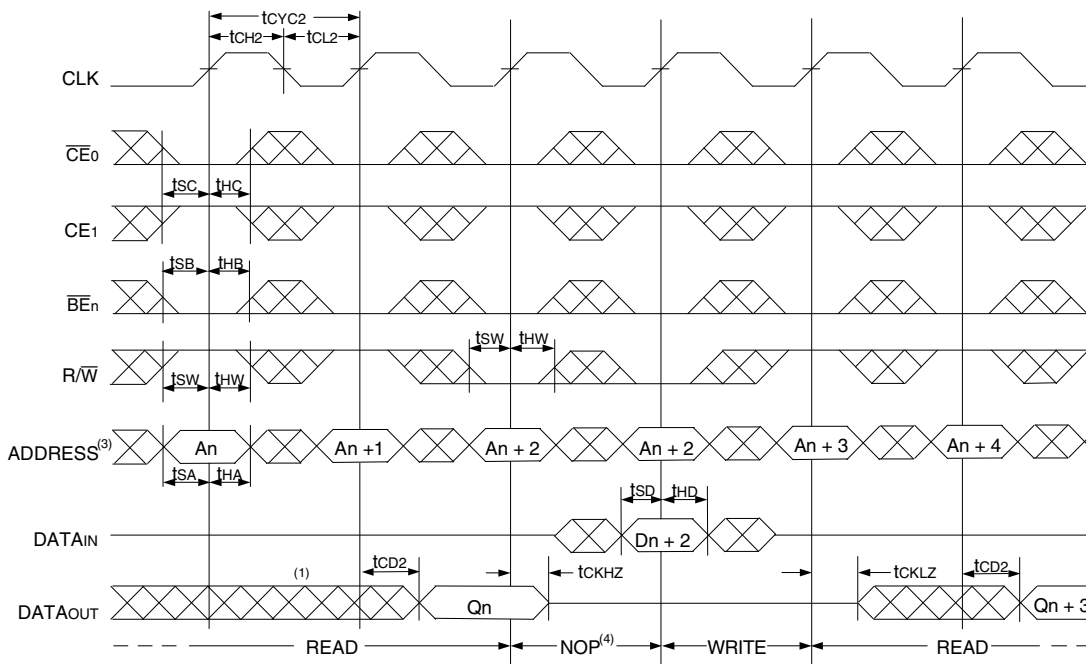 tCYC2
tCH2 tCL2
CLK
CE0
tSC tHC
CE1
tSB tHB
BEn
tSW tHW
R/W
tSW tHW
ADDRESS(3) An An +1 An + 2 An + 2 An + 3 An + 4
tSA tHA
tSD tHD
DATAIN Dn + 2
(1) tCD2 tCKHZ tCKLZ tCD2
DATAOUT Qn Qn + 3
READ NOP(4) WRITE READ